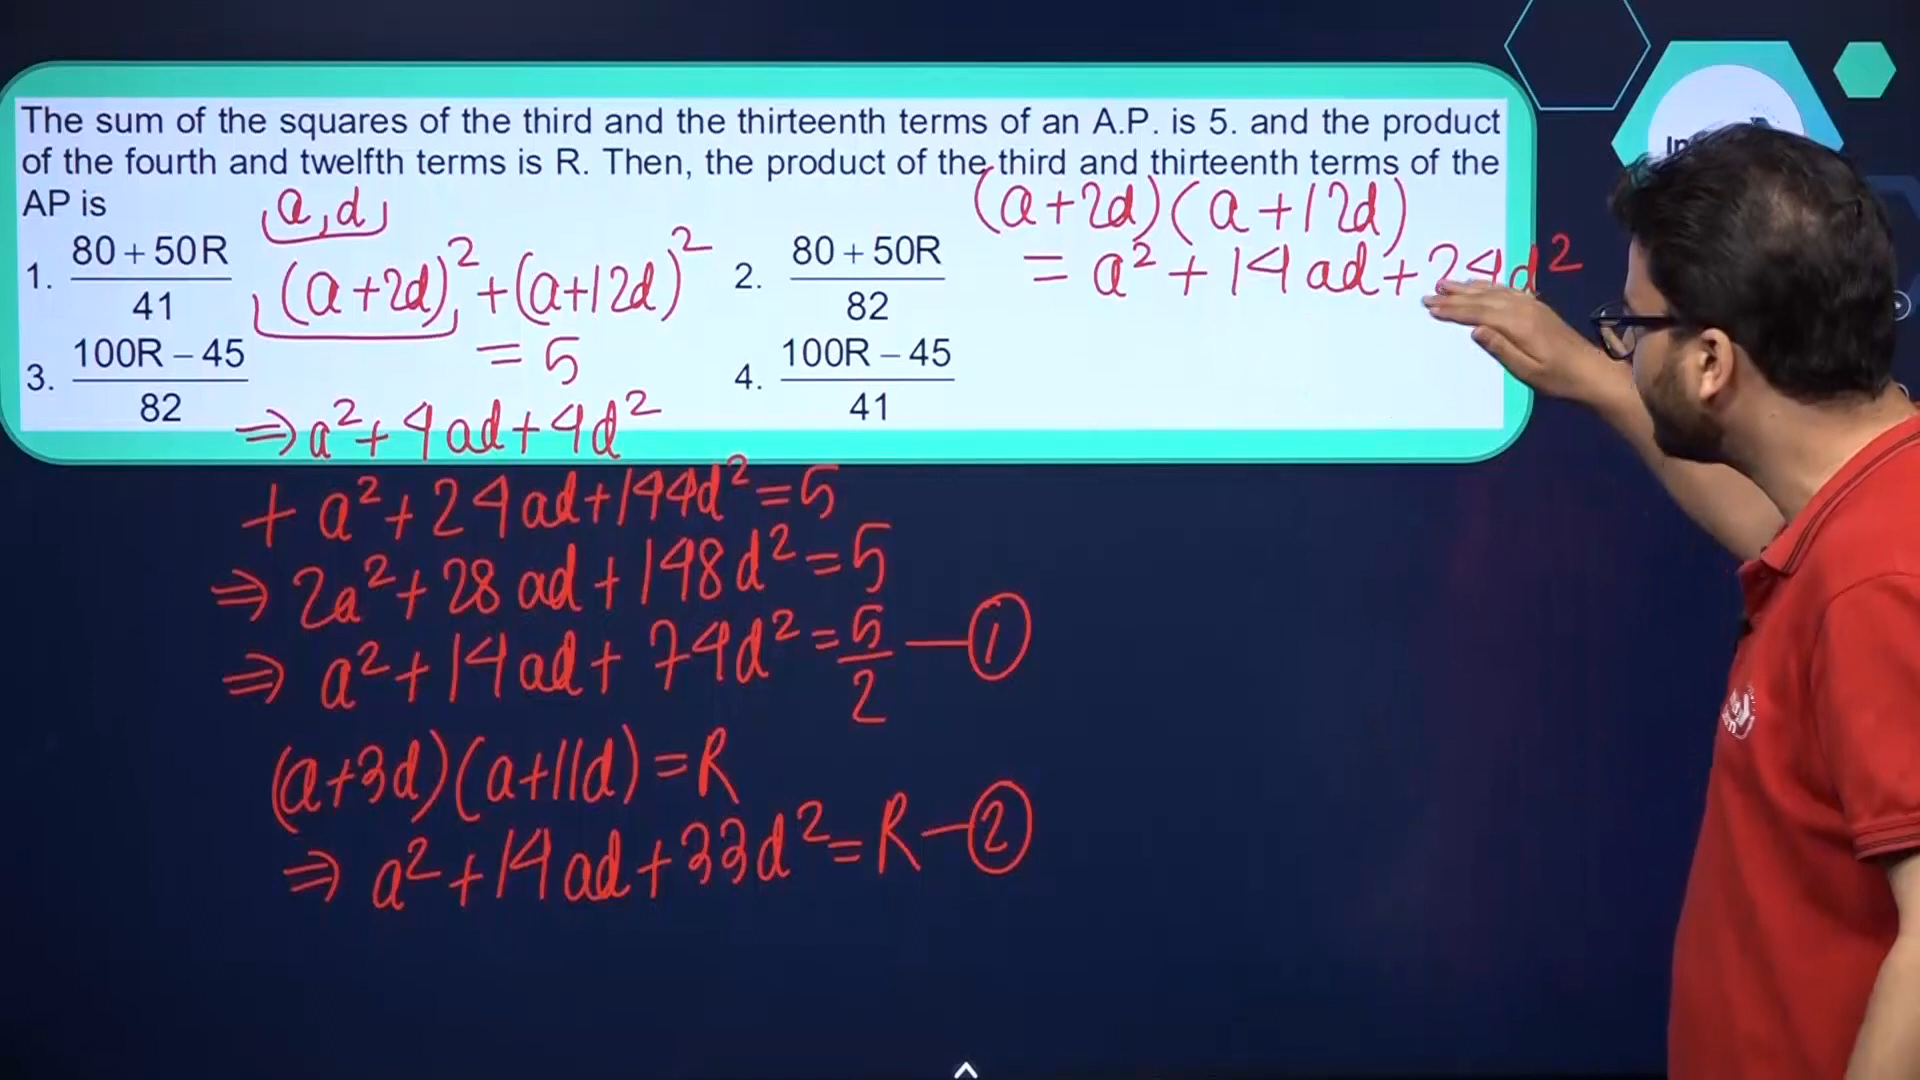 The sum of the squares of the third and the thirteenth terms of an A.P. is 5. and the product
of the fourth and twelfth terms is R. Then, the product of the third and thirteenth terms of the
AP is
a, d
(a+2d)(a+12d)
= a²+14ad+24d²
1. (80+50R)/41
2. (80+50R)/82
3. (100R−45)/82
4. (100R−45)/41
(a+2d)²+(a+12d)²
= 5
⇒a²+4ad+4d²
+ a²+24ad+144d²=5
⇒ 2a²+28ad+148d²=5
⇒ a²+14ad+74d²=5/2 —①
(a+3d)(a+11d)=R
⇒ a²+14ad+33d²=R—②